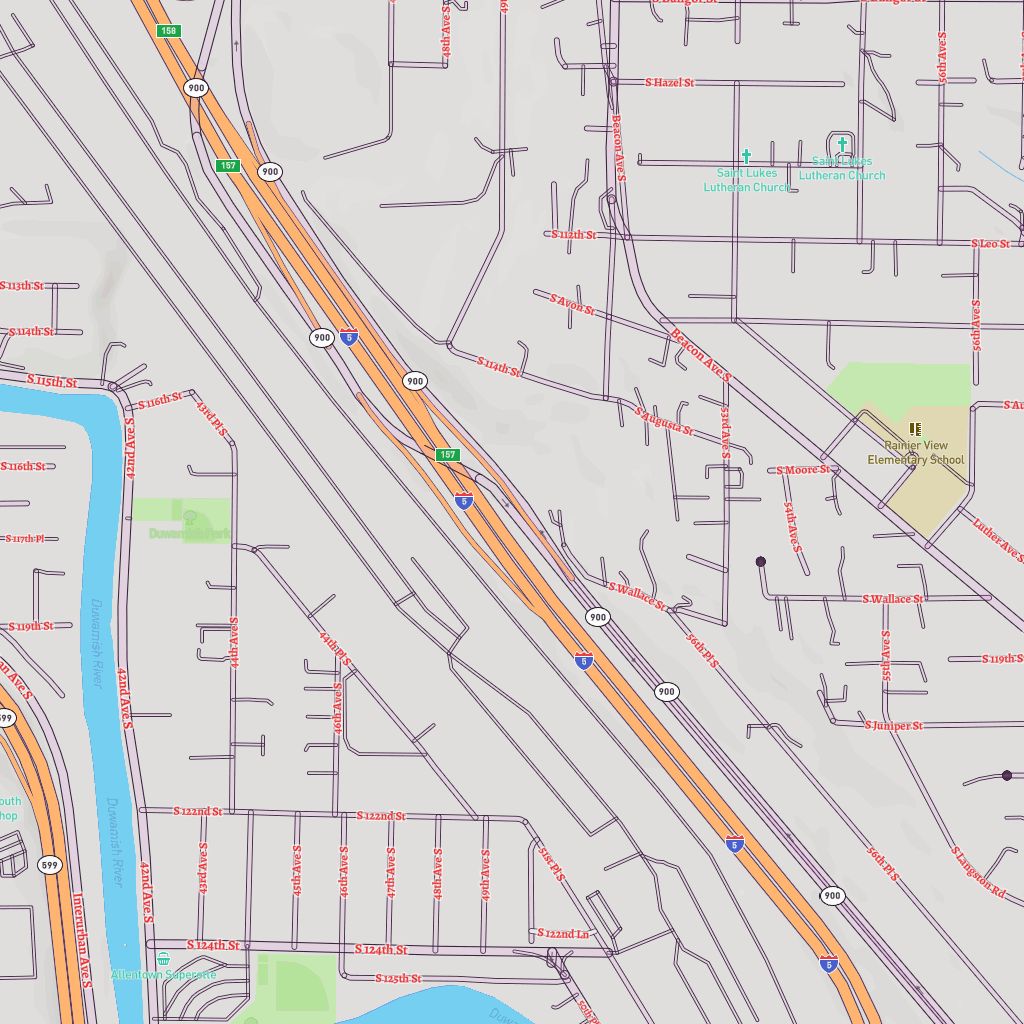 S Bangor St
158
48th Ave S
56th Ave S
S Hazel St
900
Beacon Ave S
157
900
Saint Lukes
Lutheran Church
Saint Lukes
Lutheran Church
S 112th St
S Leo St
S 113th St
S Avon St
S 114th St
900
5
Beacon Ave S
56th Ave S
S 114th St
900
S 115th St
S 116th St
43rd Pl S
S Augusta St
53rd Ave S
42nd Ave S
Rainier View
Elementary School
157
S 116th St
S Moore St
5
54th Ave S
Luther Ave S
Duwamish Park
S 117th Pl
S Wallace St
S Wallace St
Duwamish River
900
S 119th St
44th Ave S
44th Pl S
56th Pl S
55th Ave S
S 119th St
5
42nd Ave S
900
46th Ave S
599
S Juniper St
S 122nd St
S 122nd St
Duwamish River
5
43rd Ave S
45th Ave S
46th Ave S
47th Ave S
48th Ave S
49th Ave S
51st Pl S
56th Pl S
S Langston Rd
599
42nd Ave S
900
Interurban Ave S
S 122nd Ln
S 124th St
S 124th St
5
Allentown Superette
S 125th St
50th Pl